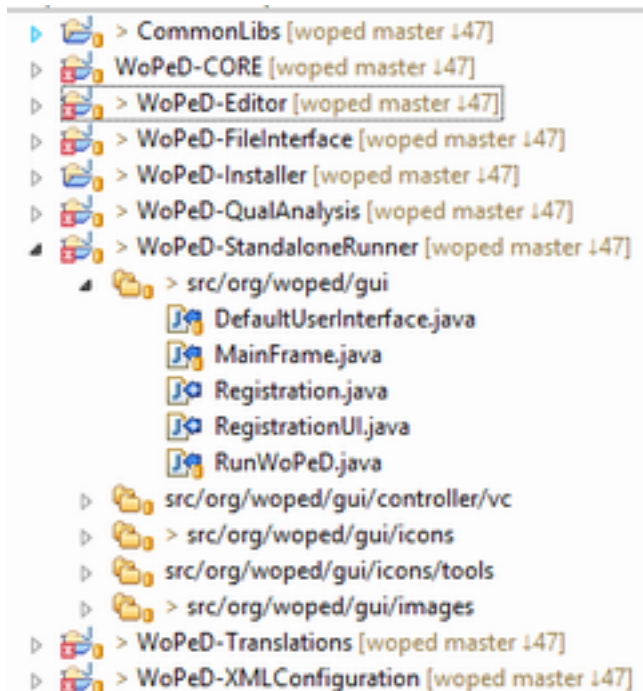 > CommonLibs [woped master ↓47]
WoPeD-CORE [woped master ↓47]
> WoPeD-Editor [woped master ↓47]
> WoPeD-FileInterface [woped master ↓47]
> WoPeD-Installer [woped master ↓47]
> WoPeD-QualAnalysis [woped master ↓47]
> WoPeD-StandaloneRunner [woped master ↓47]
> src/org/woped/gui
DefaultUserInterface.java
MainFrame.java
Registration.java
RegistrationUI.java
RunWoPeD.java
src/org/woped/gui/controller/vc
> src/org/woped/gui/icons
src/org/woped/gui/icons/tools
> src/org/woped/gui/images
> WoPeD-Translations [woped master ↓47]
> WoPeD-XMLConfiguration [woped master ↓47]